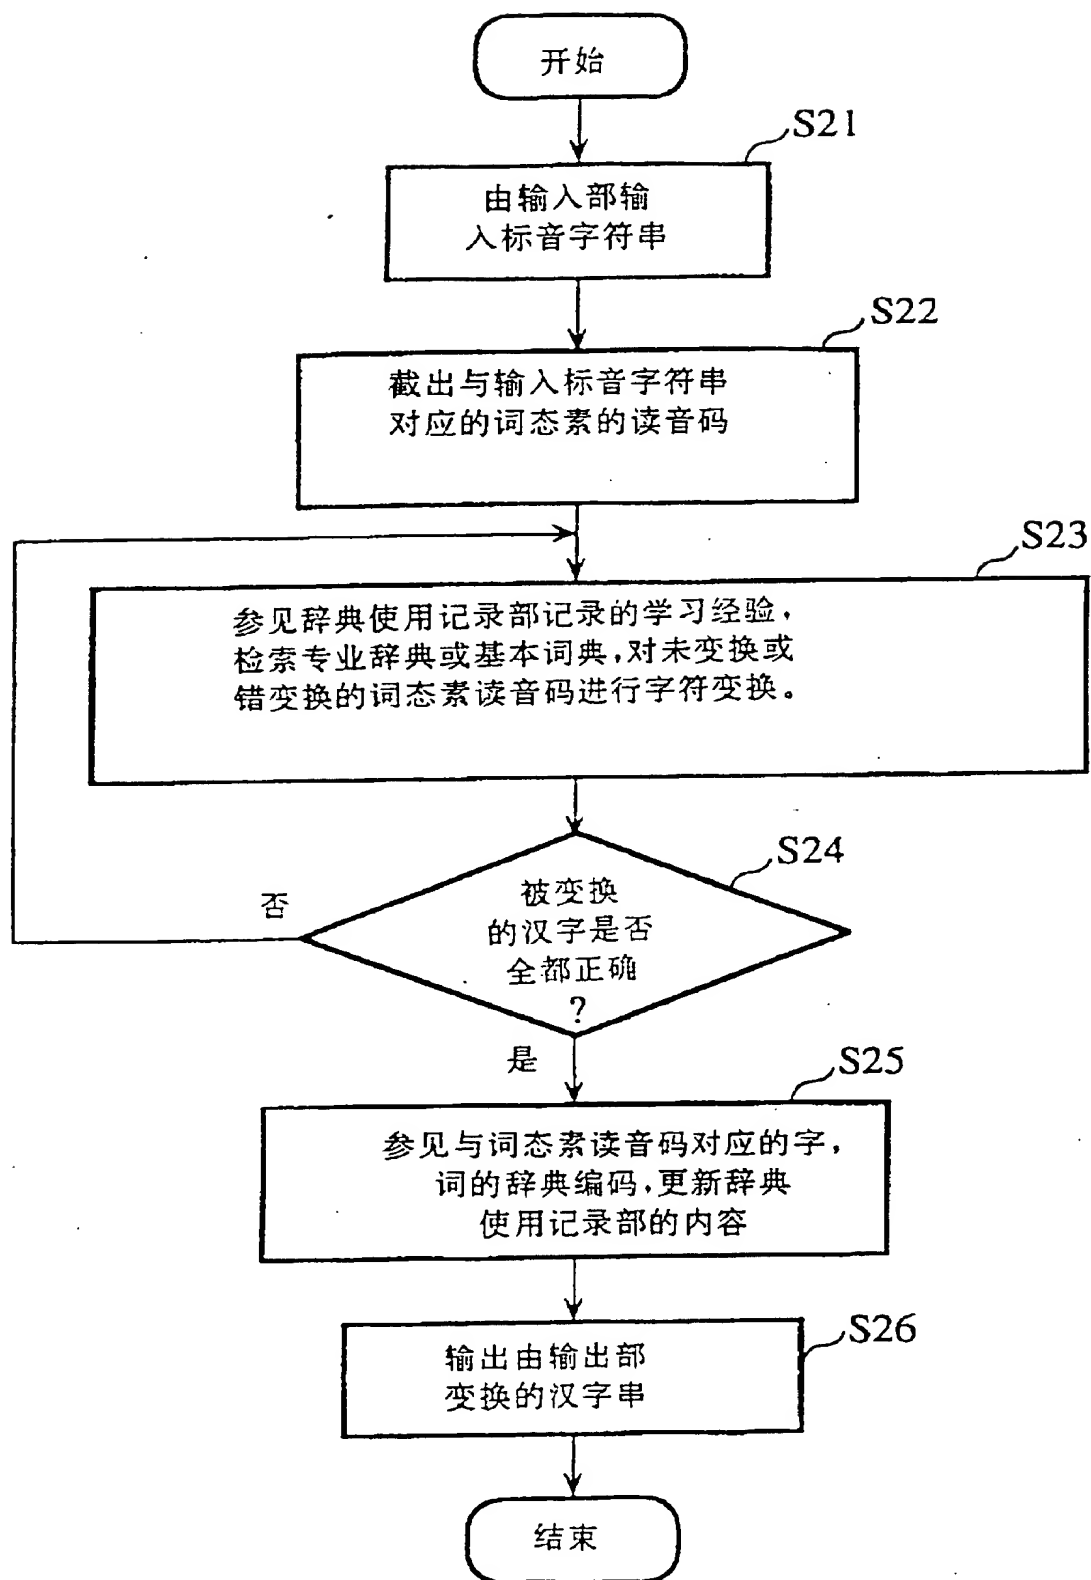 开始
S21
由输入部输
入标音字符串
S22
截出与输入标音字符串
对应的词态素的读音码
S23
参见辞典使用记录部记录的学习经验,
检索专业辞典或基本词典,对未变换或
错变换的词态素读音码进行字符变换。
S24
被变换
的汉字是否
全都正确
?
否
是
S25
参见与词态素读音码对应的字,
词的辞典编码,更新辞典
使用记录部的内容
S26
输出由输出部
变换的汉字串
结束